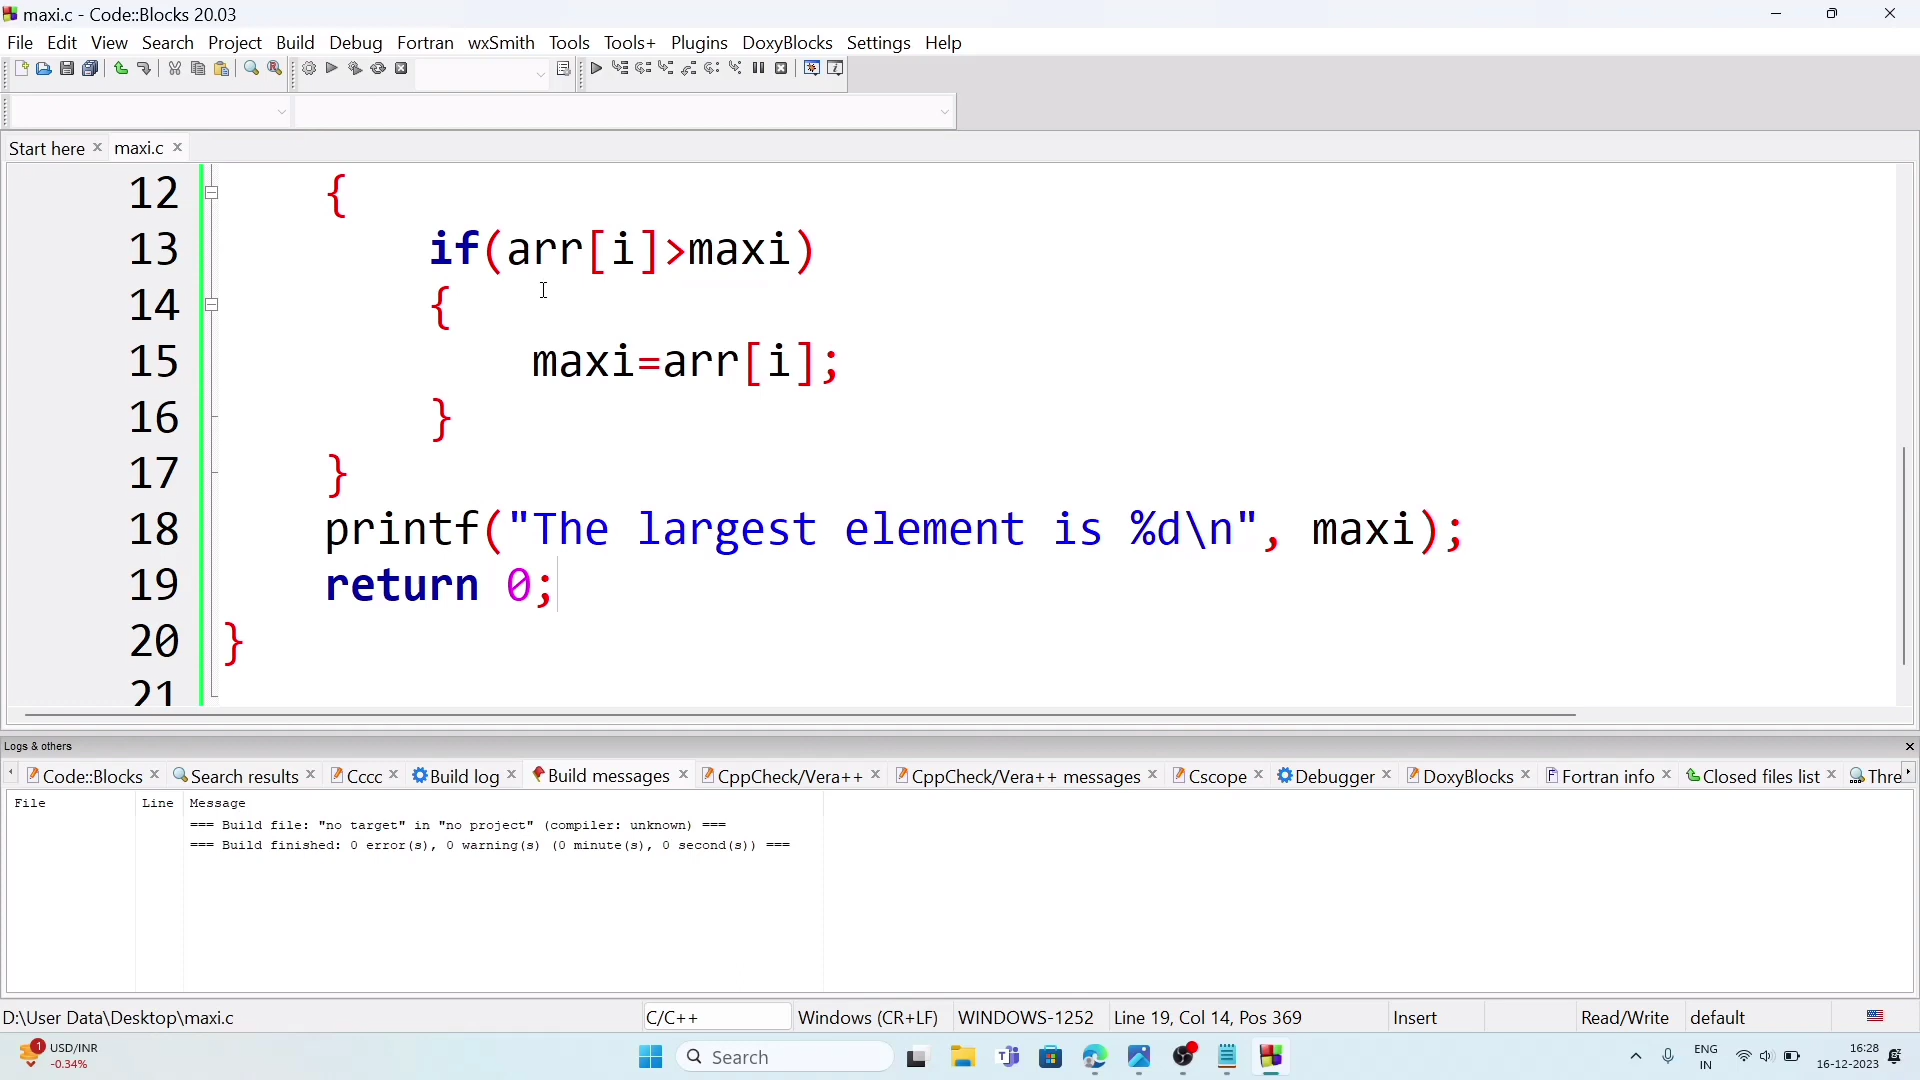 maxi.c - Code::Blocks 20.03
File Edit View Search Project Build Debug Fortran wxSmith Tools Tools+ Plugins DoxyBlocks Settings Help
Start here maxi.c
12 {
13 if(arr[i]>maxi)
14 {
15 maxi=arr[i];
16 }
17 }
18 printf("The largest element is %d\n", maxi);
19 return 0;
20 }
21
Logs & others
Code::Blocks Search results Cccc Build log Build messages CppCheck/Vera++ CppCheck/Vera++ messages Cscope Debugger DoxyBlocks Fortran info Closed files list Thre
File Line Message
=== Build file: "no target" in "no project" (compiler: unknown) ===
=== Build finished: 0 error(s), 0 warning(s) (0 minute(s), 0 second(s)) ===
D:\User Data\Desktop\maxi.c C/C++ Windows (CR+LF) WINDOWS-1252 Line 19, Col 14, Pos 369 Insert Read/Write default
1 USD/INR
-0.34%
Search
ENG
IN
16:28
16-12-2023